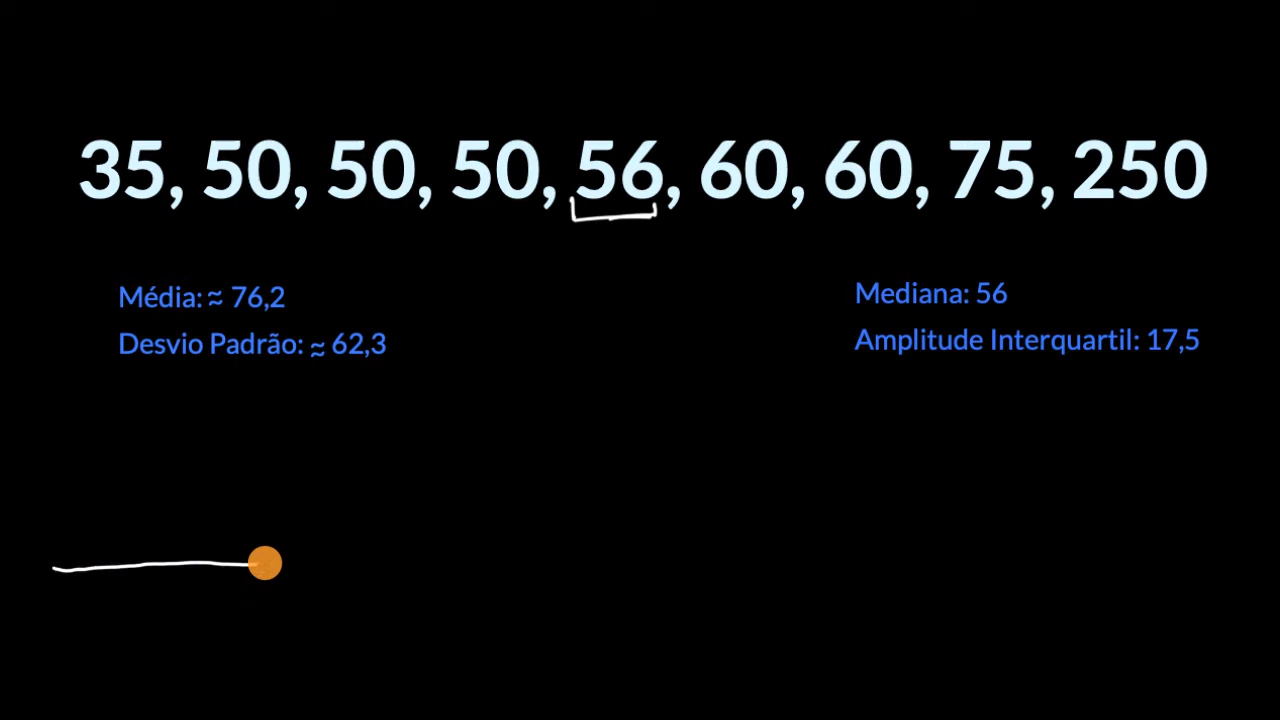 35, 50, 50, 50, 56, 60, 60, 75, 250
Média: ≈ 76,2
Desvio Padrão: ≈ 62,3
Mediana: 56
Amplitude Interquartil: 17,5